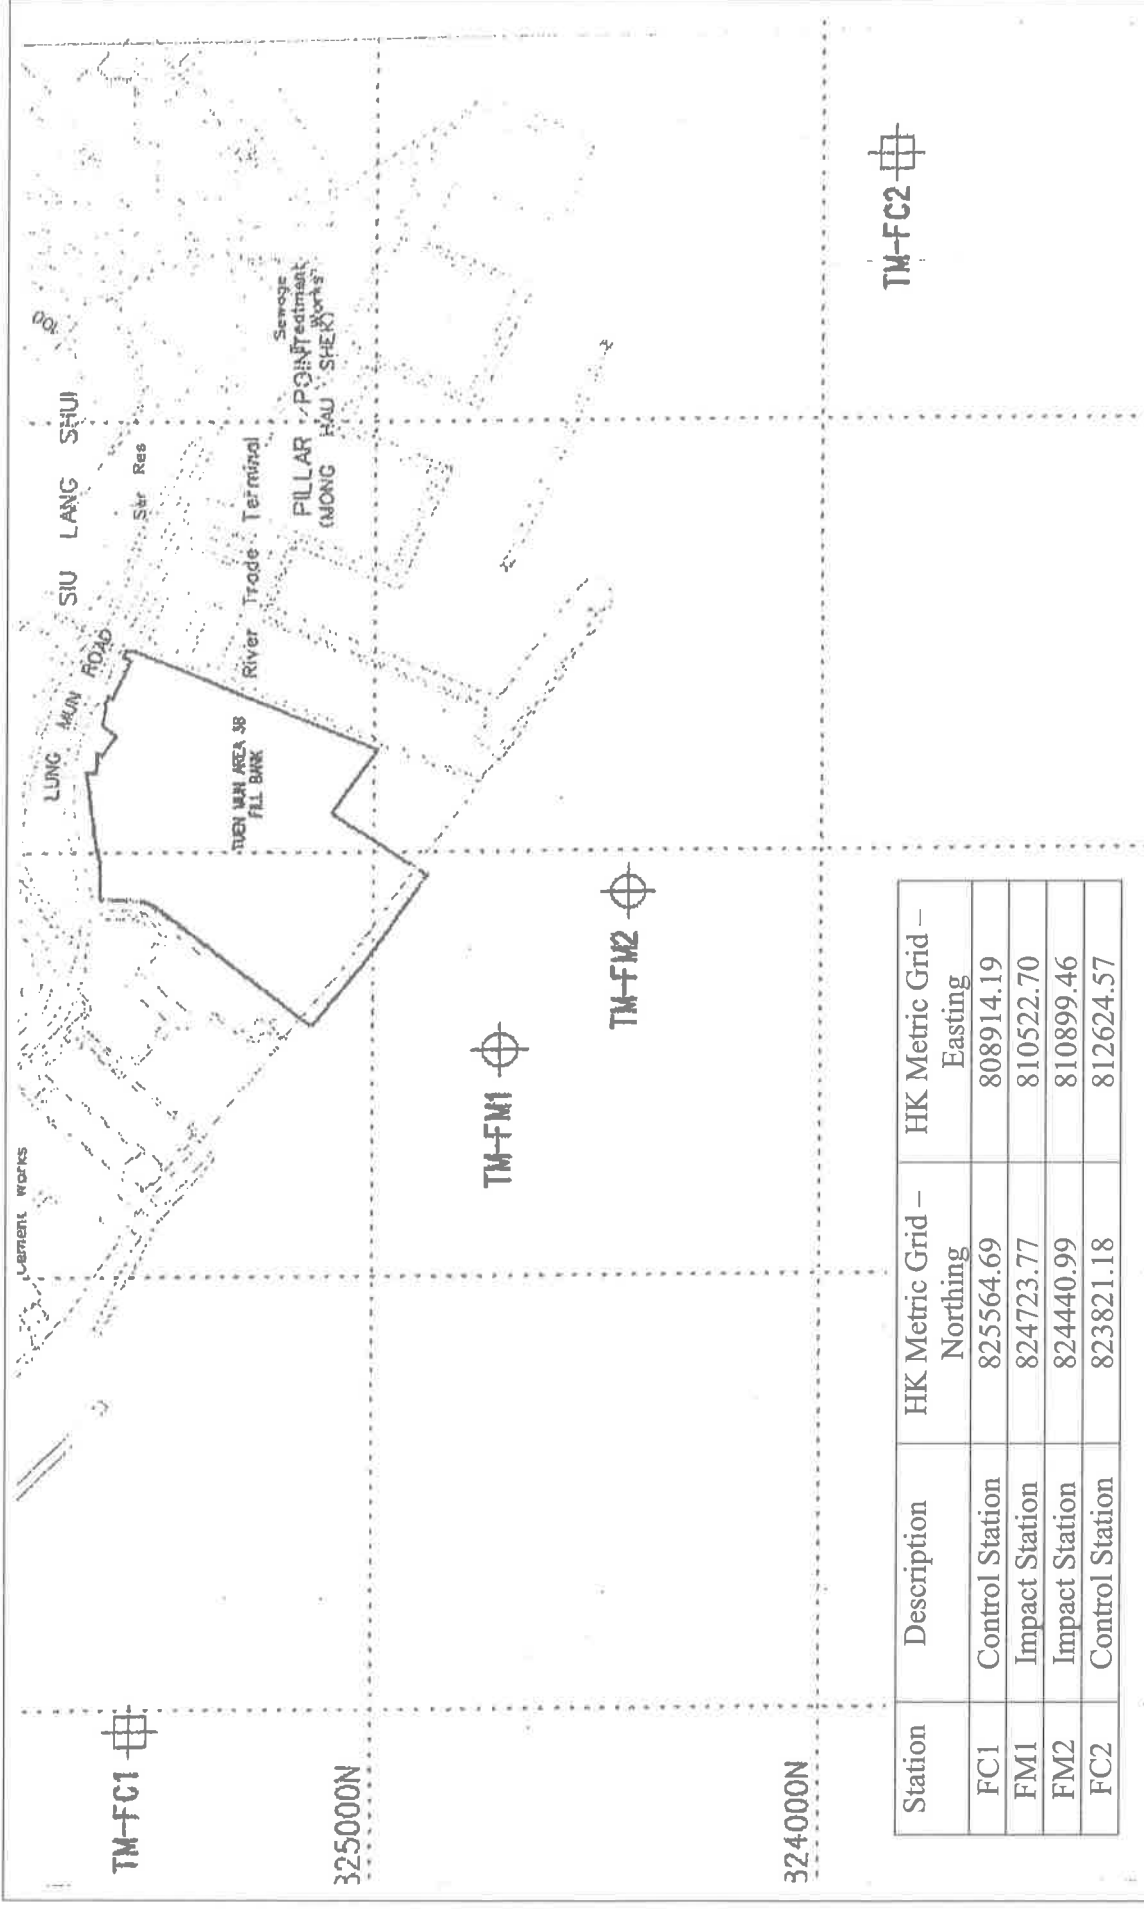 Cement Works
LUNG MUN ROAD
SIU LANG SHUI
100
Ser Res
River Trade Terminal
Sewage
Treatment
Works
PILLAR POINT
(MONG HAU SHEK)
TUEN MUN AREA 38
FILL BANK
TM-FC1
TM-FM1
TM-FM2
TM-FC2
325000N
324000N
Station Description HK Metric Grid – Northing HK Metric Grid – Easting
FC1 Control Station 825564.69 808914.19
FM1 Impact Station 824723.77 810522.70
FM2 Impact Station 824440.99 810899.46
FC2 Control Station 823821.18 812624.57